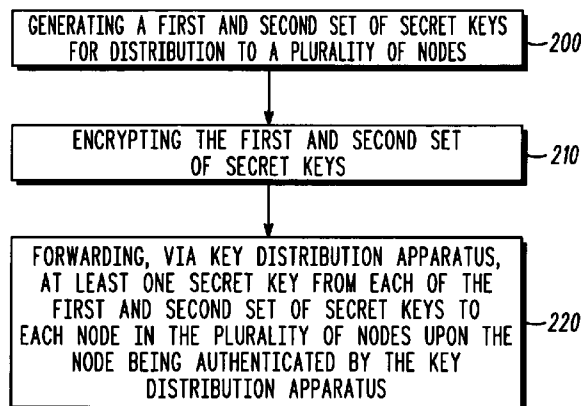 GENERATING A FIRST AND SECOND SET OF SECRET KEYS
FOR DISTRIBUTION TO A PLURALITY OF NODES
200
ENCRYPTING THE FIRST AND SECOND SET
OF SECRET KEYS
210
FORWARDING, VIA KEY DISTRIBUTION APPARATUS,
AT LEAST ONE SECRET KEY FROM EACH OF THE
FIRST AND SECOND SET OF SECRET KEYS TO
EACH NODE IN THE PLURALITY OF NODES UPON THE
NODE BEING AUTHENTICATED BY THE KEY
DISTRIBUTION APPARATUS
220